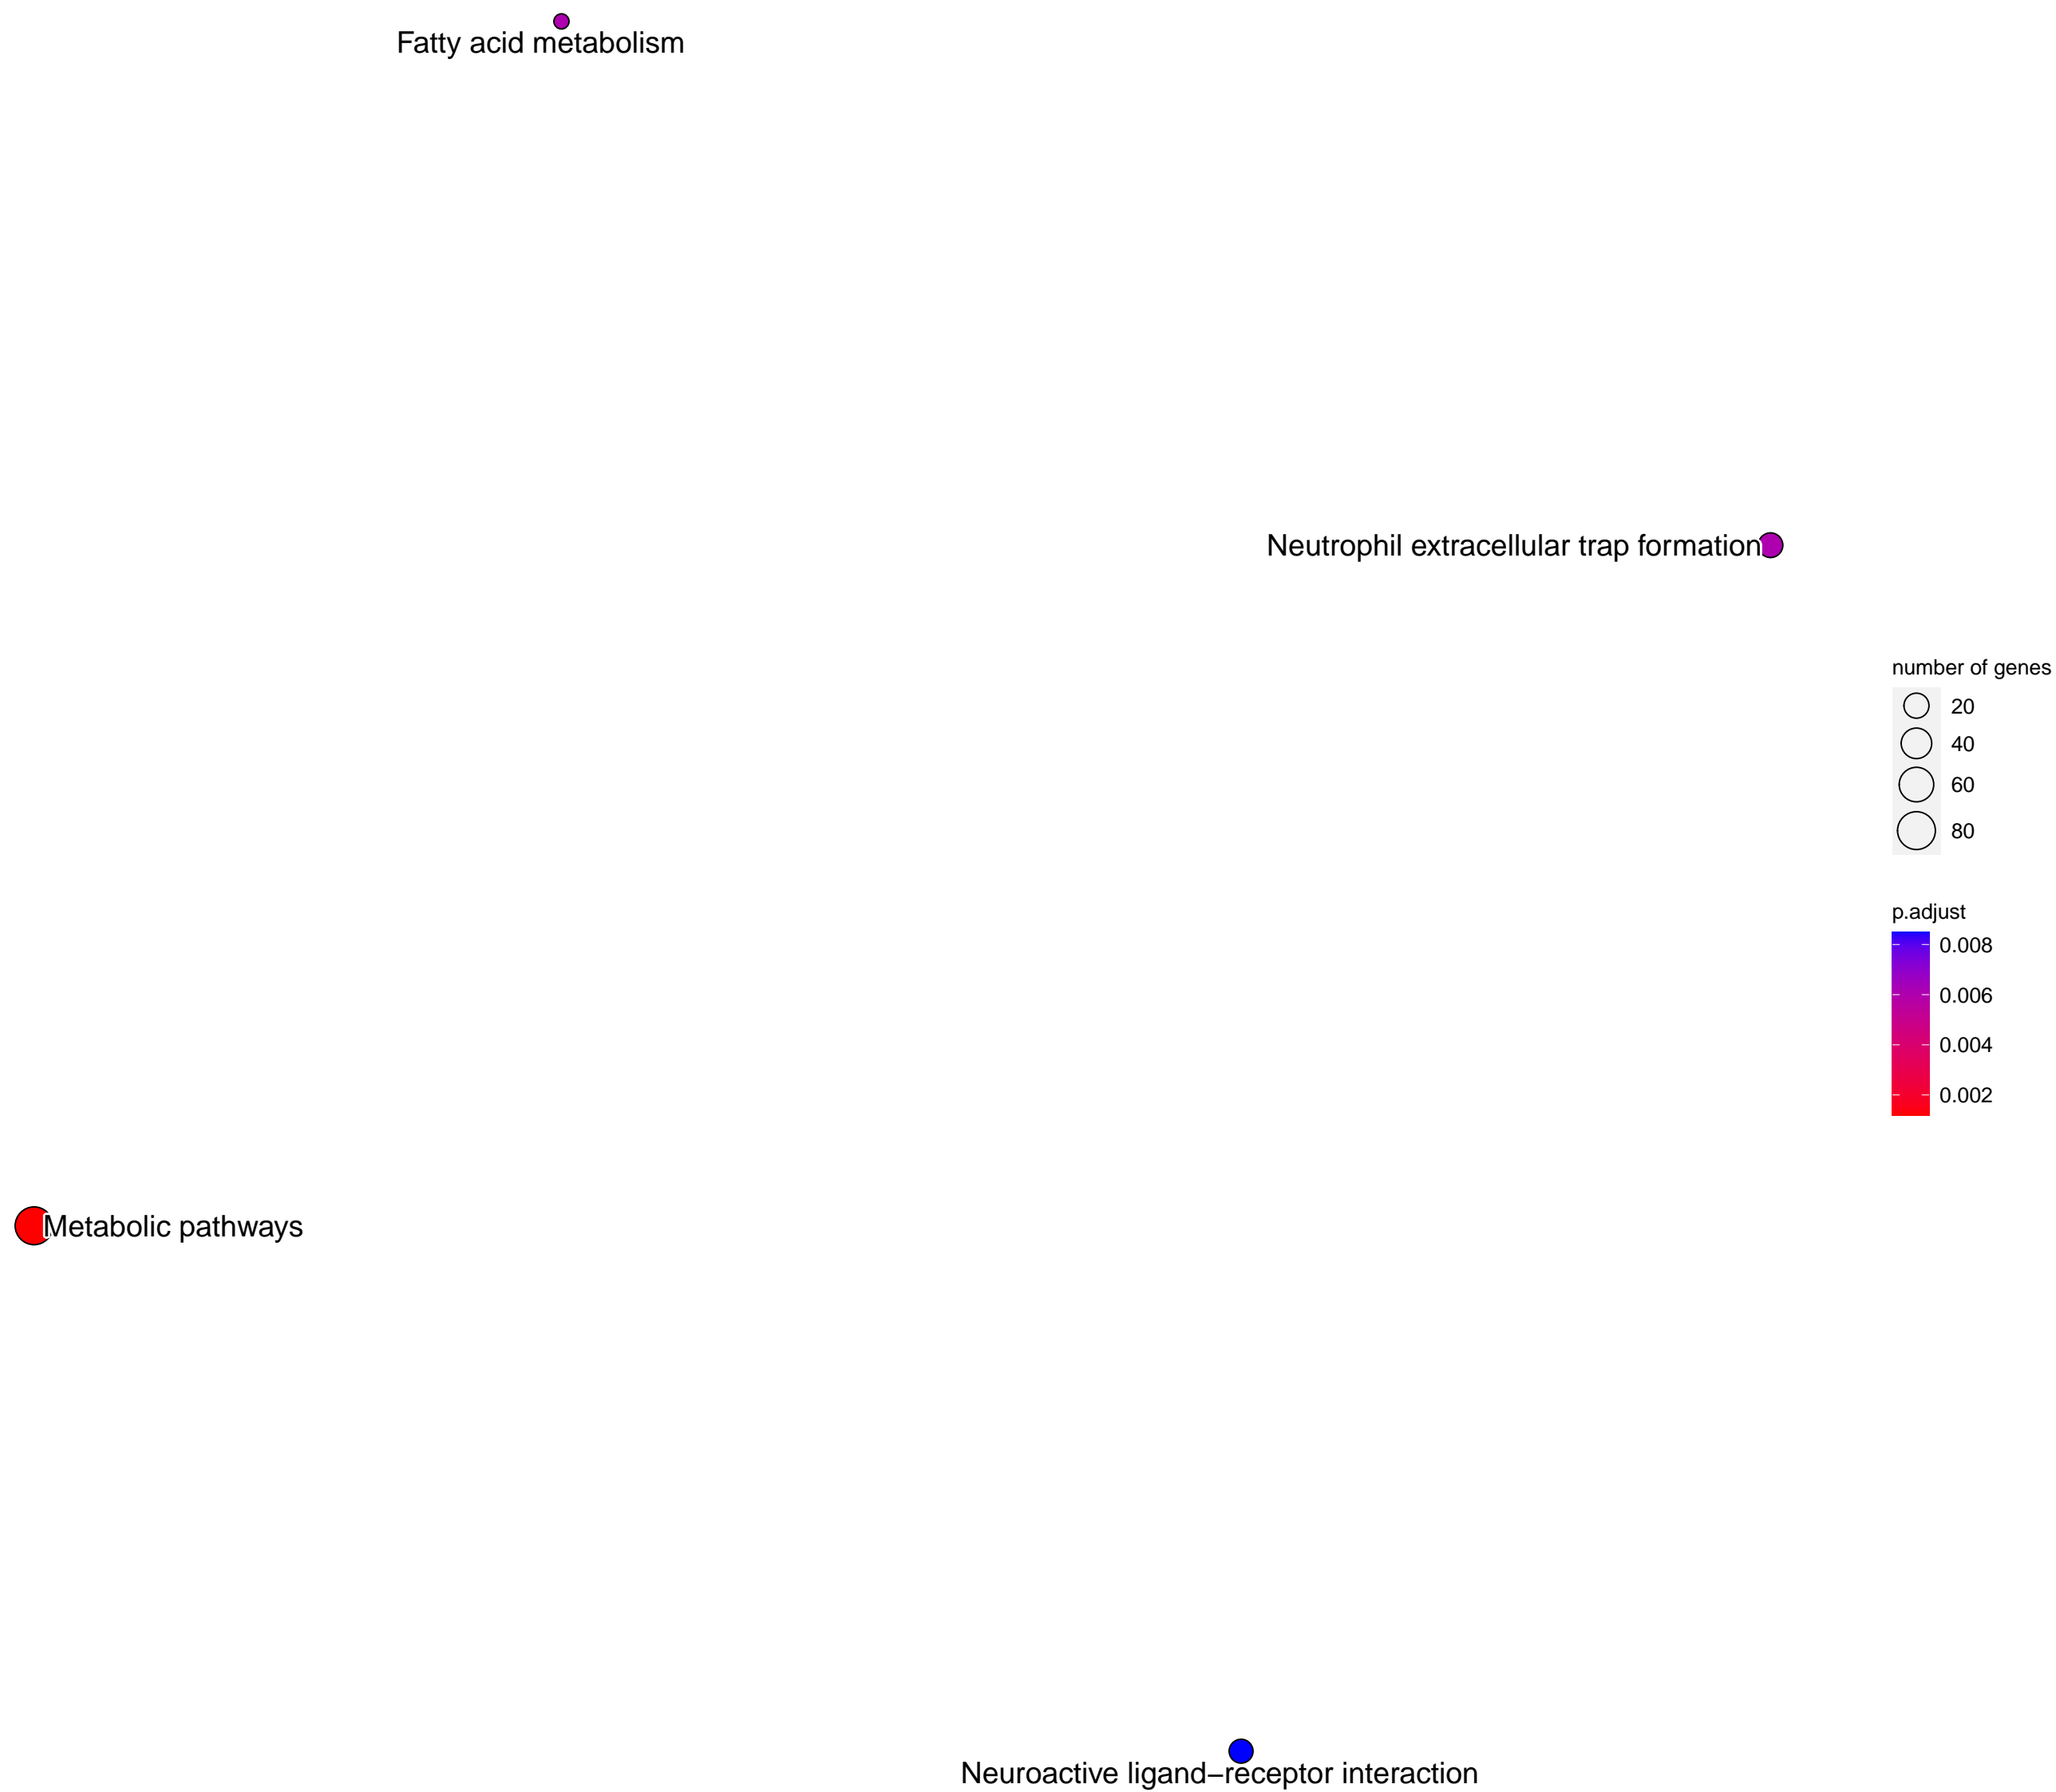 Fatty acid metabolism
Neutrophil extracellular trap formation
number of genes
20
40
60
80
p.adjust
0.008
0.006
0.004
0.002
Metabolic pathways
Neuroactive ligand−receptor interaction